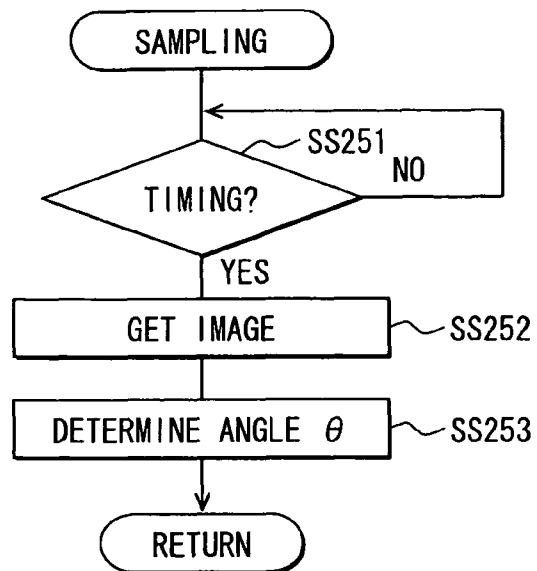 SAMPLING
SS251
NO
TIMING?
YES
GET IMAGE
SS252
DETERMINE ANGLE θ
SS253
RETURN